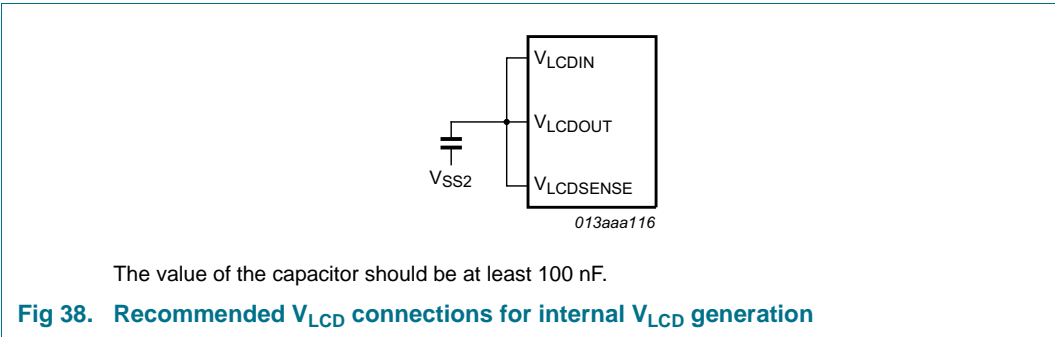 VLCDIN
VLCDOUT
VSS2
VLCDSENSE
013aaa116
The value of the capacitor should be at least 100 nF.
Fig 38. Recommended VLCD connections for internal VLCD generation